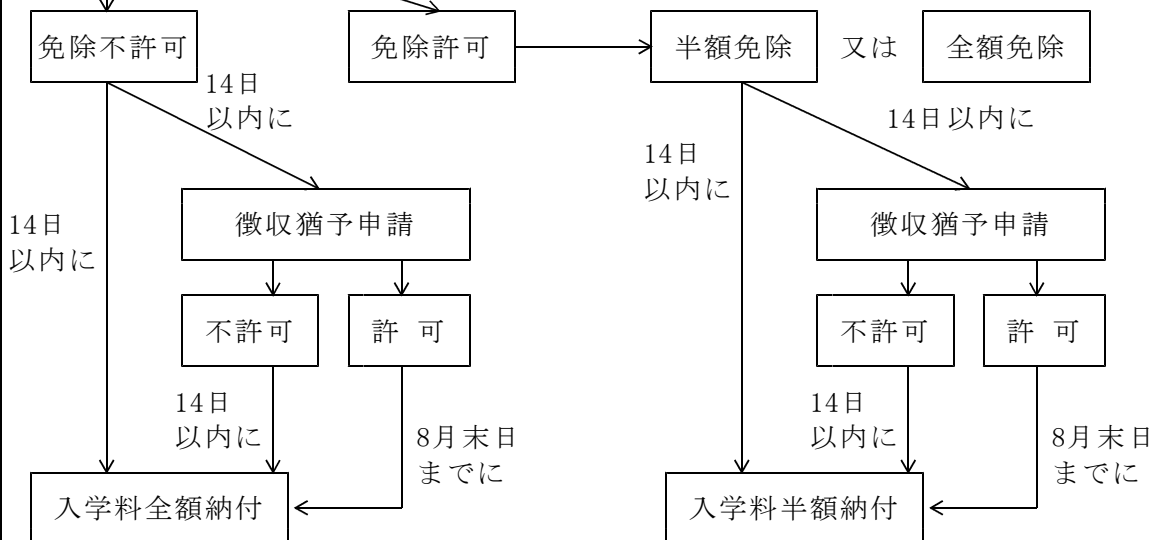 免除不許可
免除許可
半額免除
又は
全額免除
14日
以内に
14日以内に
14日
以内に
14日
以内に
徴収猶予申請
徴収猶予申請
不許可
許 可
不許可
許 可
14日
以内に
8月末日
までに
14日
以内に
8月末日
までに
入学料全額納付
入学料半額納付